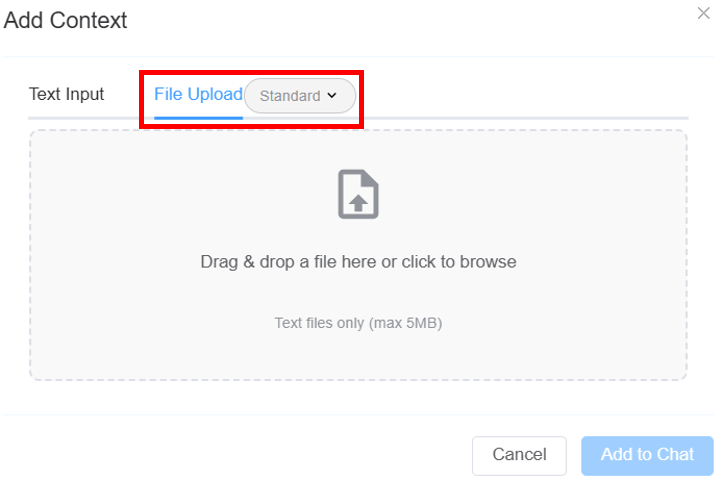 Add Context
Text Input File Upload Standard
Drag & drop a file here or click to browse
Text files only (max 5MB)
Cancel Add to Chat